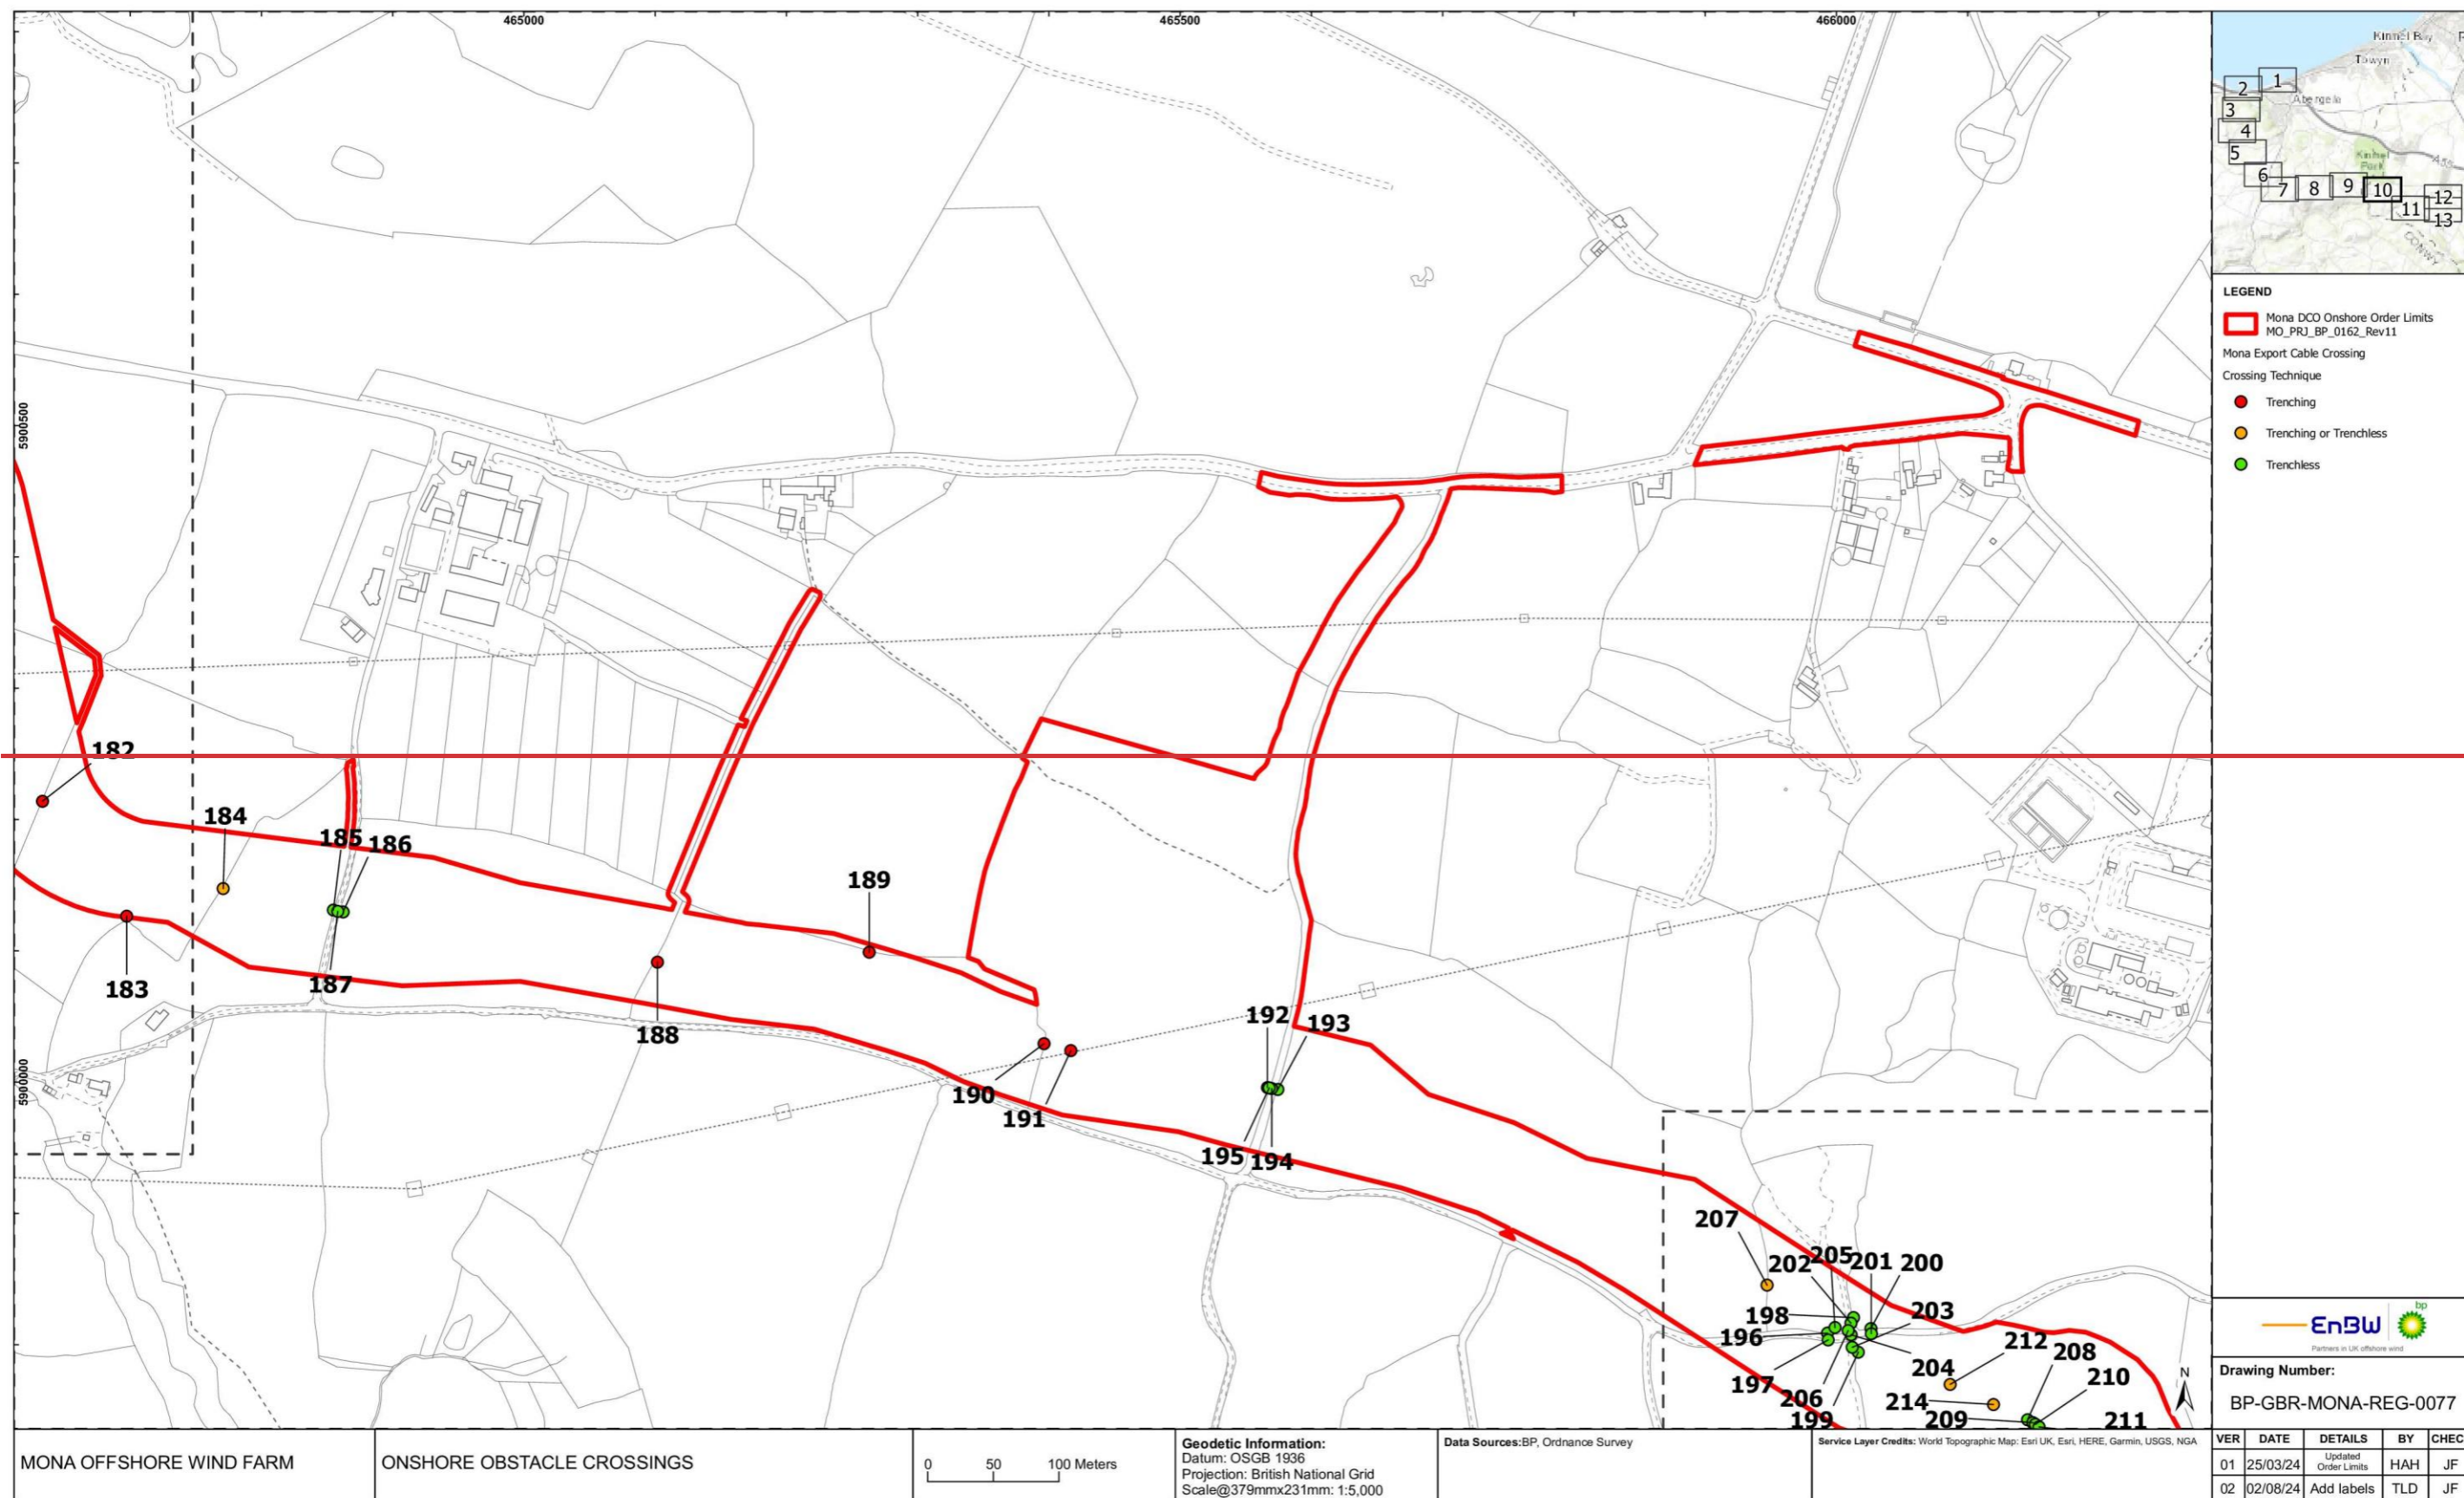 465000
465500
466000
5900500
5900000
182
184
185
186
189
183
187
188
192
193
190
191
195
194
207
202
205
201
200
198
203
196
204
212
208
197
206
210
214
199
209
211
Kinmel Bay
Towyn
Abergele
Kinmel
Park
A55
CONWY
1
2
3
4
5
6
7
8
9
10
11
12
13
LEGEND
Mona DCO Onshore Order Limits
MO_PRJ_BP_0162_Rev11
Mona Export Cable Crossing
Crossing Technique
Trenching
Trenching or Trenchless
Trenchless
EnBW
bp
Partners in UK offshore wind
Drawing Number:
BP-GBR-MONA-REG-0077
N
MONA OFFSHORE WIND FARM
ONSHORE OBSTACLE CROSSINGS
0 50 100 Meters
Geodetic Information:
Datum: OSGB 1936
Projection: British National Grid
Scale@379mmx231mm: 1:5,000
Data Sources:BP, Ordnance Survey
Service Layer Credits: World Topographic Map: Esri UK, Esri, HERE, Garmin, USGS, NGA
VER DATE DETAILS BY CHEC
01 25/03/24 Updated Order Limits HAH JF
02 02/08/24 Add labels TLD JF